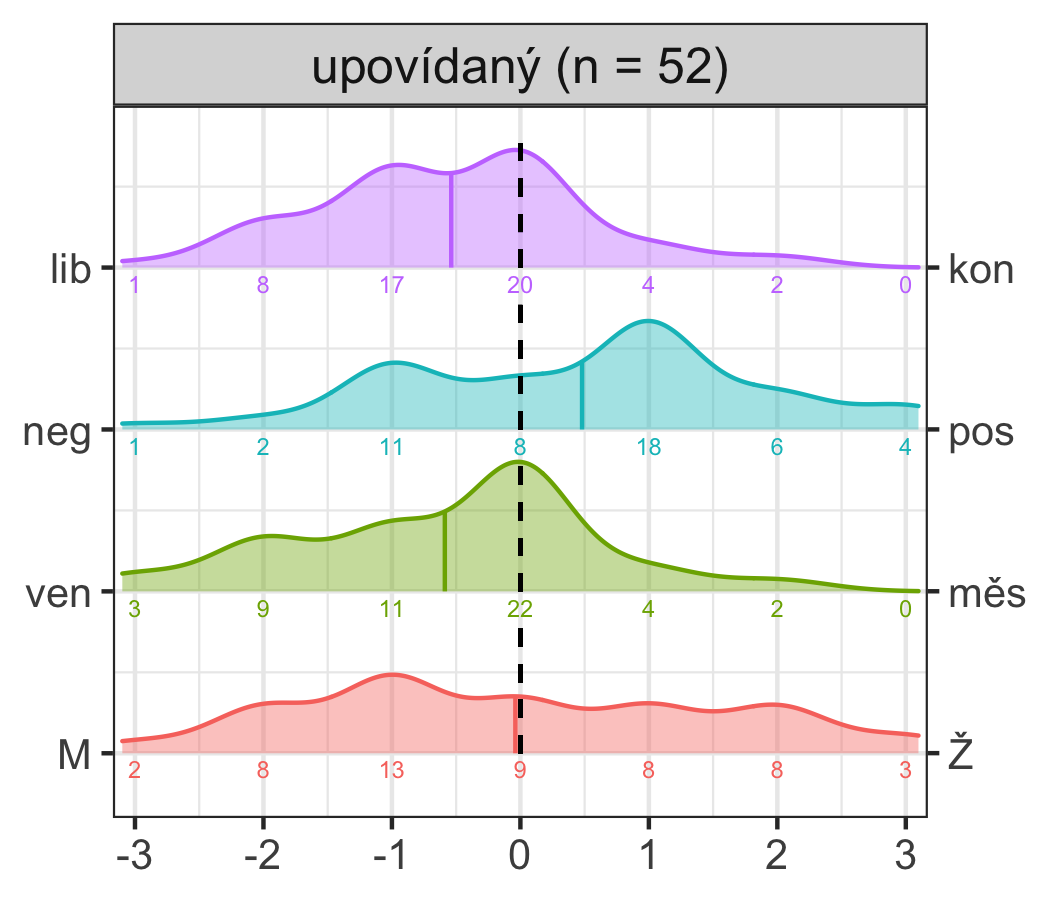 upovídaný (n = 52)
lib kon
1 8 17 20 4 2 0
neg pos
1 2 11 8 18 6 4
ven měs
3 9 11 22 4 2 0
M Ž
2 8 13 9 8 8 3
-3 -2 -1 0 1 2 3